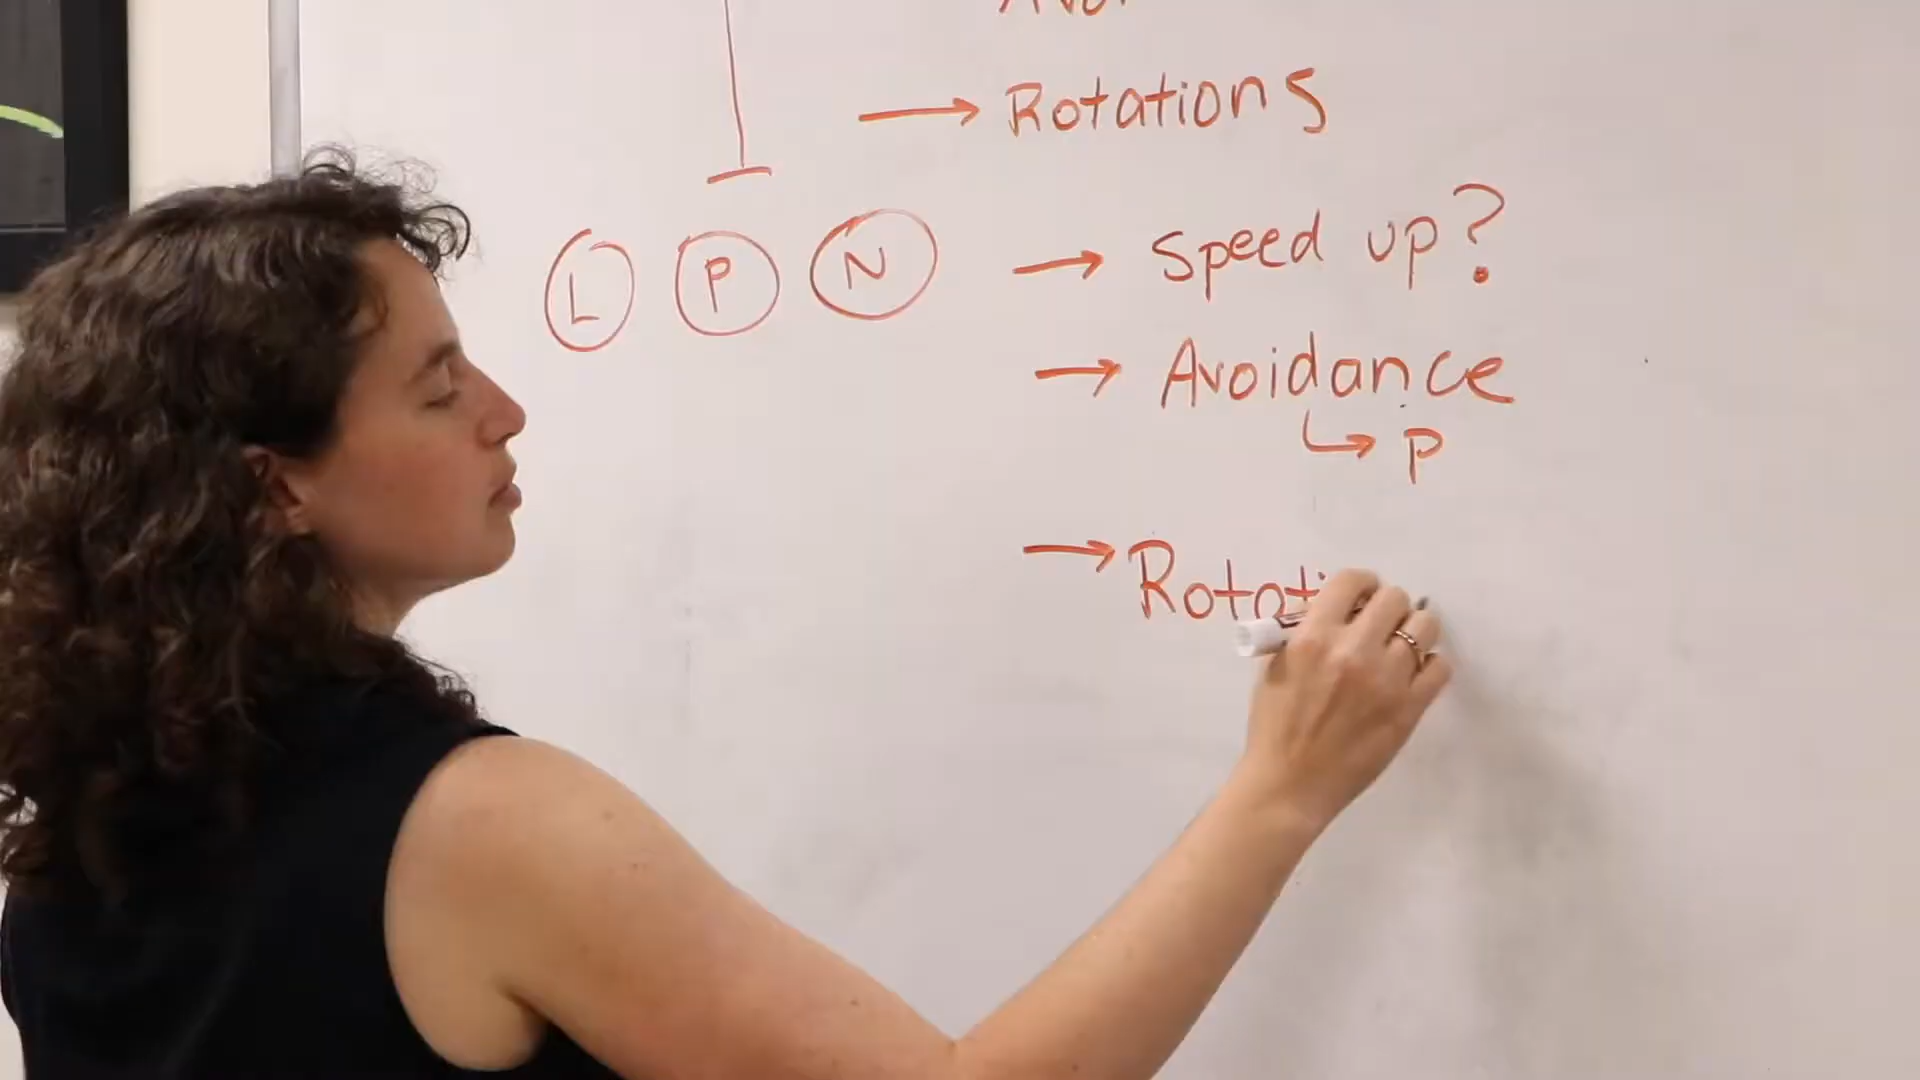 → Rotations
L P N → Speed up?
→ Avoidance
↳ P
→ Rotati